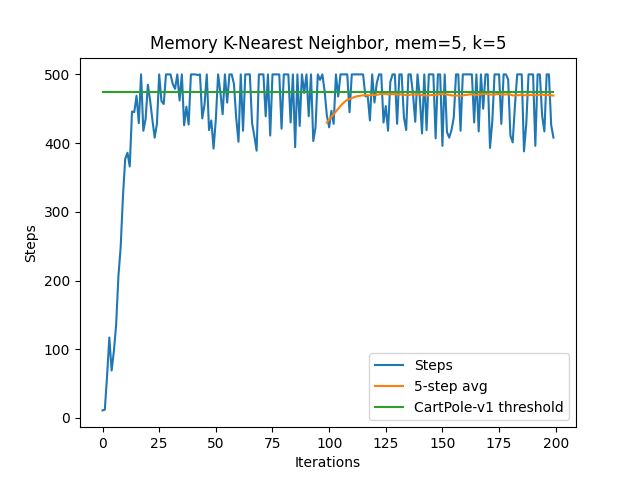 Memory K-Nearest Neighbor, mem=5, k=5
500
400
300
200
100
0
Steps
0
25
50
75
100
125
150
175
200
Iterations
Steps
5-step avg
CartPole-v1 threshold